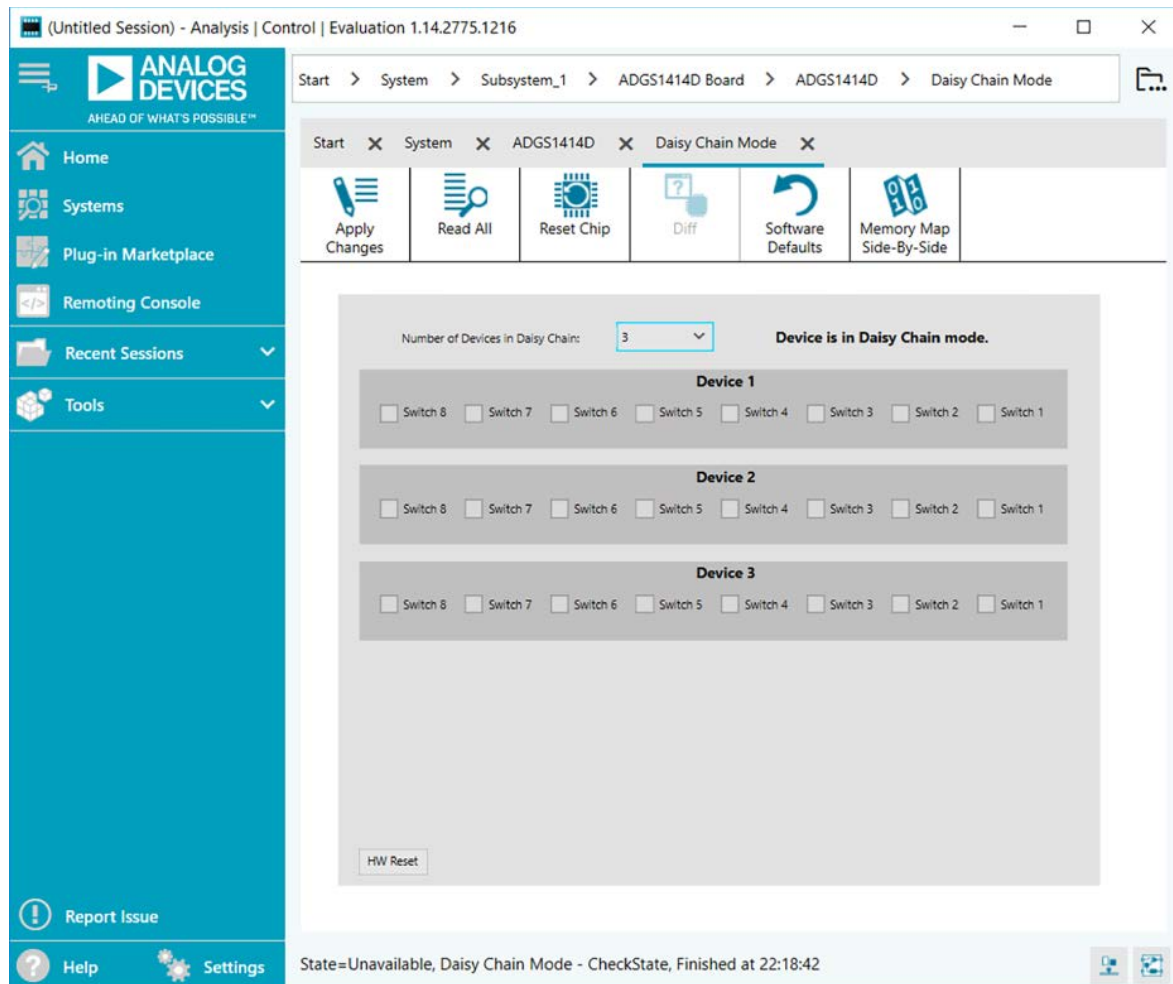 (Untitled Session) - Analysis | Control | Evaluation 1.14.2775.1216
ANALOG
DEVICES
AHEAD OF WHAT'S POSSIBLE™
Home
Systems
Plug-in Marketplace
Remoting Console
Recent Sessions
Tools
Report Issue
Help Settings
Start > System > Subsystem_1 > ADGS1414D Board > ADGS1414D > Daisy Chain Mode
Start System ADGS1414D Daisy Chain Mode
Apply Changes
Read All
Reset Chip
Diff
Software Defaults
Memory Map Side-By-Side
Number of Devices in Daisy Chain: 3 Device is in Daisy Chain mode.
Device 1
Switch 8 Switch 7 Switch 6 Switch 5 Switch 4 Switch 3 Switch 2 Switch 1
Device 2
Switch 8 Switch 7 Switch 6 Switch 5 Switch 4 Switch 3 Switch 2 Switch 1
Device 3
Switch 8 Switch 7 Switch 6 Switch 5 Switch 4 Switch 3 Switch 2 Switch 1
HW Reset
State=Unavailable, Daisy Chain Mode - CheckState, Finished at 22:18:42